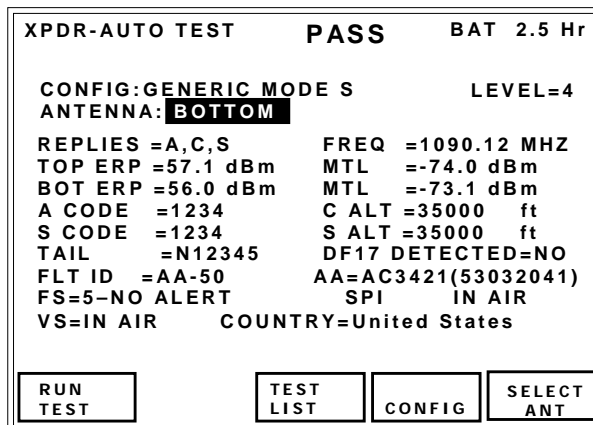 XPDR-AUTO TEST PASS BAT 2.5 Hr
CONFIG:GENERIC MODE S LEVEL=4
ANTENNA: BOTTOM
REPLIES =A,C,S FREQ =1090.12 MHZ
TOP ERP =57.1 dBm MTL =-74.0 dBm
BOT ERP =56.0 dBm MTL =-73.1 dBm
A CODE =1234 C ALT =35000 ft
S CODE =1234 S ALT =35000 ft
TAIL =N12345 DF17 DETECTED=NO
FLT ID =AA-50 AA=AC3421(53032041)
FS=5–NO ALERT SPI IN AIR
VS=IN AIR COUNTRY=United States
RUN TEST
TEST LIST
CONFIG
SELECT ANT